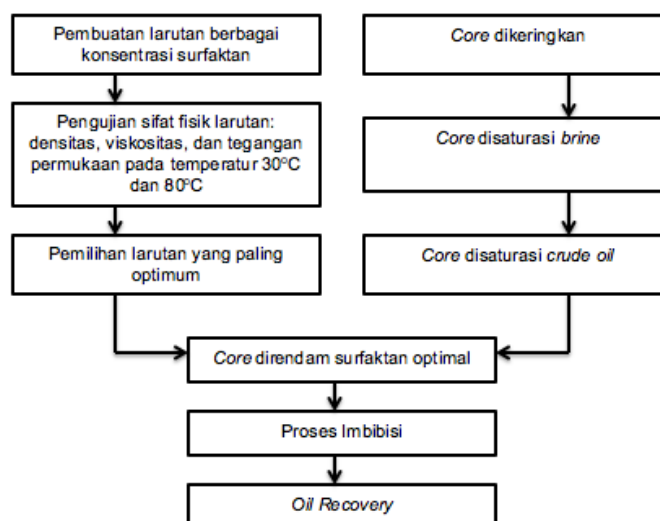 Pembuatan larutan berbagai
konsentrasi surfaktan
Pengujian sifat fisik larutan:
densitas, viskositas, dan tegangan
permukaan pada temperatur 30°C
dan 80°C
Pemilihan larutan yang paling
optimum
Core dikeringkan
Core disaturasi brine
Core disaturasi crude oil
Core direndam surfaktan optimal
Proses Imbibisi
Oil Recovery